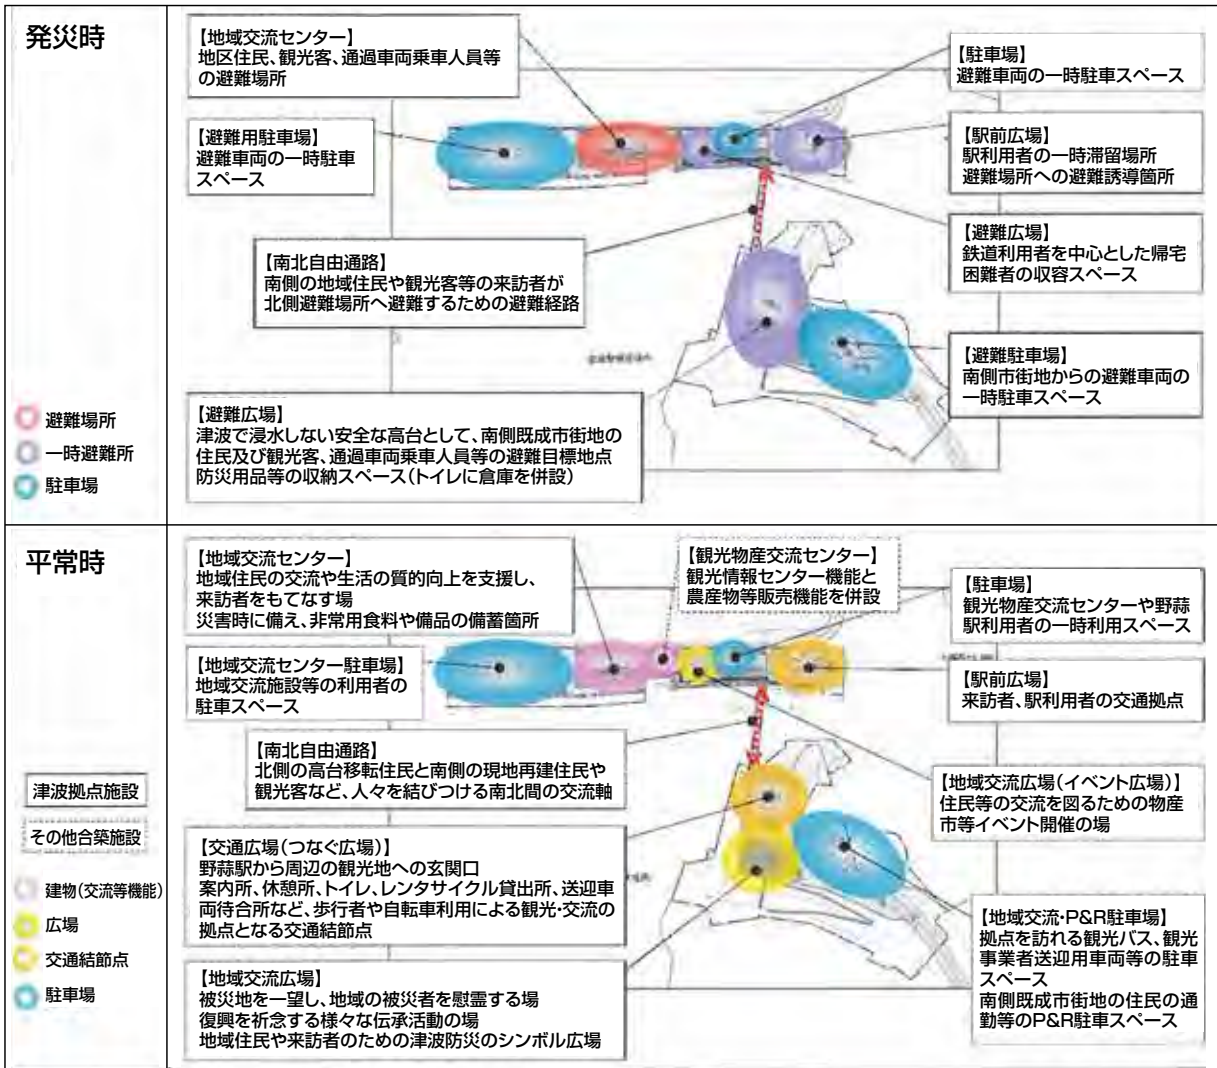 発災時
【地域交流センター】
地区住民、観光客、通過車両乗車人員等
の避難場所
【駐車場】
避難車両の一時駐車スペース
【避難用駐車場】
避難車両の一時駐車
スペース
【駅前広場】
駅利用者の一時滞留場所
避難場所への避難誘導箇所
【避難広場】
鉄道利用者を中心とした帰宅
困難者の収容スペース
【南北自由通路】
南側の地域住民や観光客等の来訪者が
北側避難場所へ避難するための避難経路
【避難駐車場】
南側市街地からの避難車両の
一時駐車スペース
【避難広場】
津波で浸水しない安全な高台として、南側既成市街地の
住民及び観光客、通過車両乗車人員等の避難目標地点
防災用品等の収納スペース(トイレに倉庫を併設)
避難場所
一時避難所
駐車場
平常時
【地域交流センター】
地域住民の交流や生活の質的向上を支援し、
来訪者をもてなす場
災害時に備え、非常用食料や備品の備蓄箇所
【観光物産交流センター】
観光情報センター機能と
農産物等販売機能を併設
【駐車場】
観光物産交流センターや野蒜
駅利用者の一時利用スペース
【地域交流センター駐車場】
地域交流施設等の利用者の
駐車スペース
【駅前広場】
来訪者、駅利用者の交通拠点
【南北自由通路】
北側の高台移転住民と南側の現地再建住民や
観光客など、人々を結びつける南北間の交流軸
【地域交流広場(イベント広場)】
住民等の交流を図るための物産
市等イベント開催の場
【交通広場(つなぐ広場)】
野蒜駅から周辺の観光地への玄関口
案内所、休憩所、トイレ、レンタサイクル貸出所、送迎車
両待合所など、歩行者や自転車利用による観光・交流の
拠点となる交通結節点
【地域交流・P&R駐車場】
拠点を訪れる観光バス、観光
事業者送迎用車両等の駐車
スペース
南側既成市街地の住民の通
勤等のP&R駐車スペース
【地域交流広場】
被災地を一望し、地域の被災者を慰霊する場
復興を祈念する様々な伝承活動の場
地域住民や来訪者のための津波防災のシンボル広場
津波拠点施設
その他合築施設
建物(交流等機能)
広場
交通結節点
駐車場